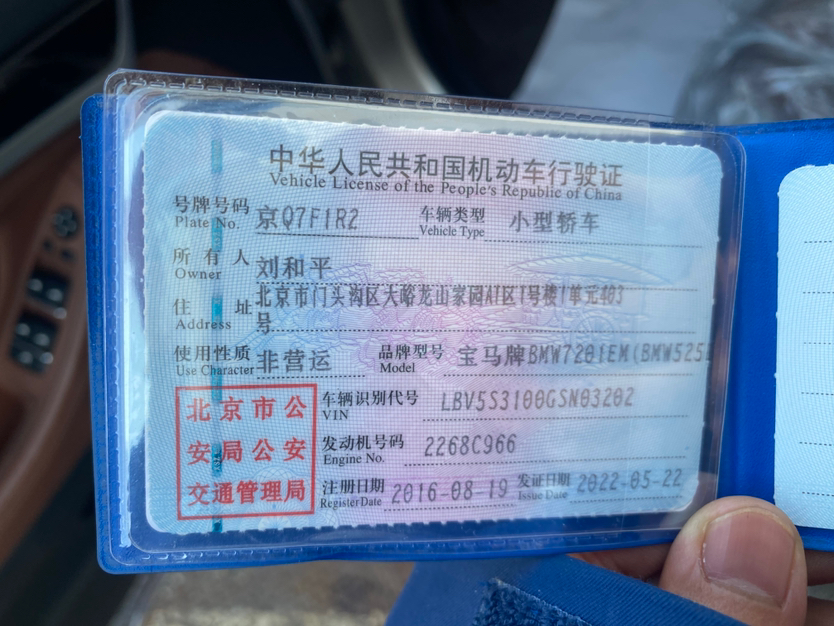 中华人民共和国机动车行驶证
Vehicle License of the People's Republic of China
号牌号码 京Q7F1R2 车辆类型 小型轿车
Plate No. Vehicle Type
所有人 刘和平
Owner
北京市门头沟区大峪龙山家园A1区1号楼1单元403
住址 号
Address
使用性质 非营运 品牌型号 宝马牌BMW7201EM(BMW525
Use Character Model
北京市公 车辆识别代号 LBV5S3100GSN03202
VIN
安局公安 发动机号码 2268C966
Engine No.
交通管理局 注册日期 2016-08-19 发证日期 2022-05-22
Register Date Issue Date